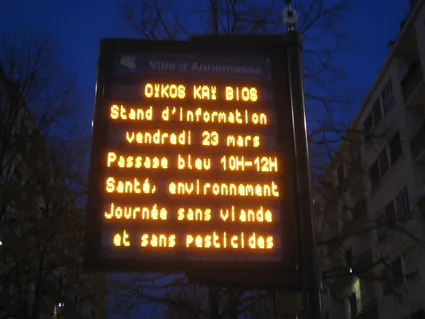 Ville d'Annemasse
OÏKOS KAÏ BIOS
Stand d'information
vendredi 23 mars
Passage bleu 10H-12H
Santé, environnement
Journée sans viande
et sans pesticides